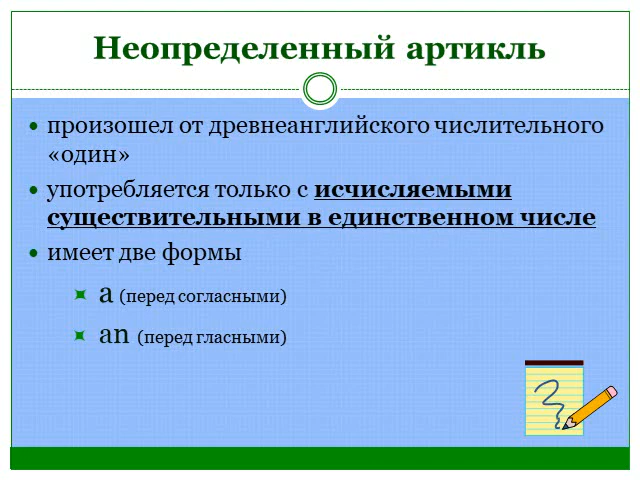 Неопределенный артикль
• произошел от древнеанглийского числительного
«один»
• употребляется только с исчисляемыми
существительными в единственном числе
• имеет две формы
a (перед согласными)
an (перед гласными)